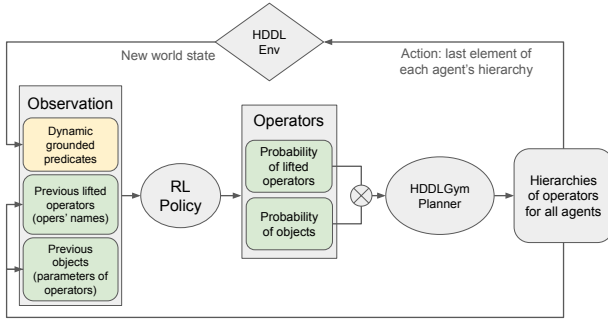 HDDL
Env
New world state
Action: last element of
each agent's hierarchy
Observation
Dynamic
grounded
predicates
Previous lifted
operators
(opers' names)
Previous
objects
(parameters of
operators)
RL
Policy
Operators
Probability
of lifted
operators
Probability
of objects
HDDLGym
Planner
Hierarchies
of operators
for all agents